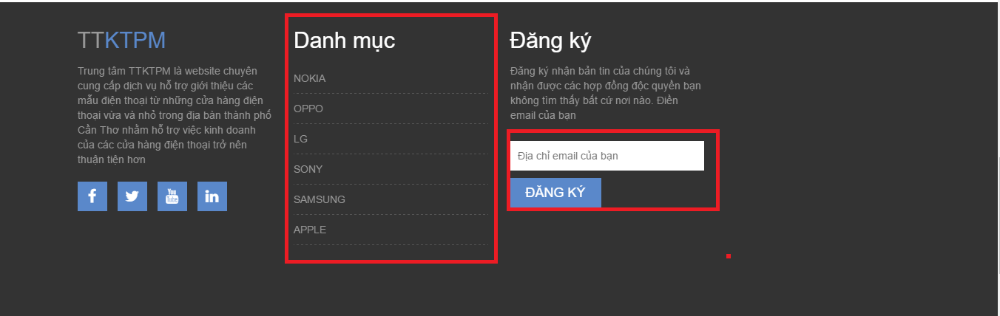 TTKTPM
Trung tâm TTKTPM là website chuyên
cung cấp dịch vụ hỗ trợ giới thiệu các
mẫu điện thoại từ những cửa hàng điện
thoại vừa và nhỏ trong địa bàn thành phố
Cần Thơ nhằm hỗ trợ việc kinh doanh
của các cửa hàng điện thoại trở nên
thuận tiện hơn
You
Tube
Danh mục
NOKIA
OPPO
LG
SONY
SAMSUNG
APPLE
Đăng ký
Đăng ký nhận bản tin của chúng tôi và
nhận được các hợp đồng độc quyền bạn
không tìm thấy bất cứ nơi nào. Điền
email của bạn
Địa chỉ email của bạn
ĐĂNG KÝ